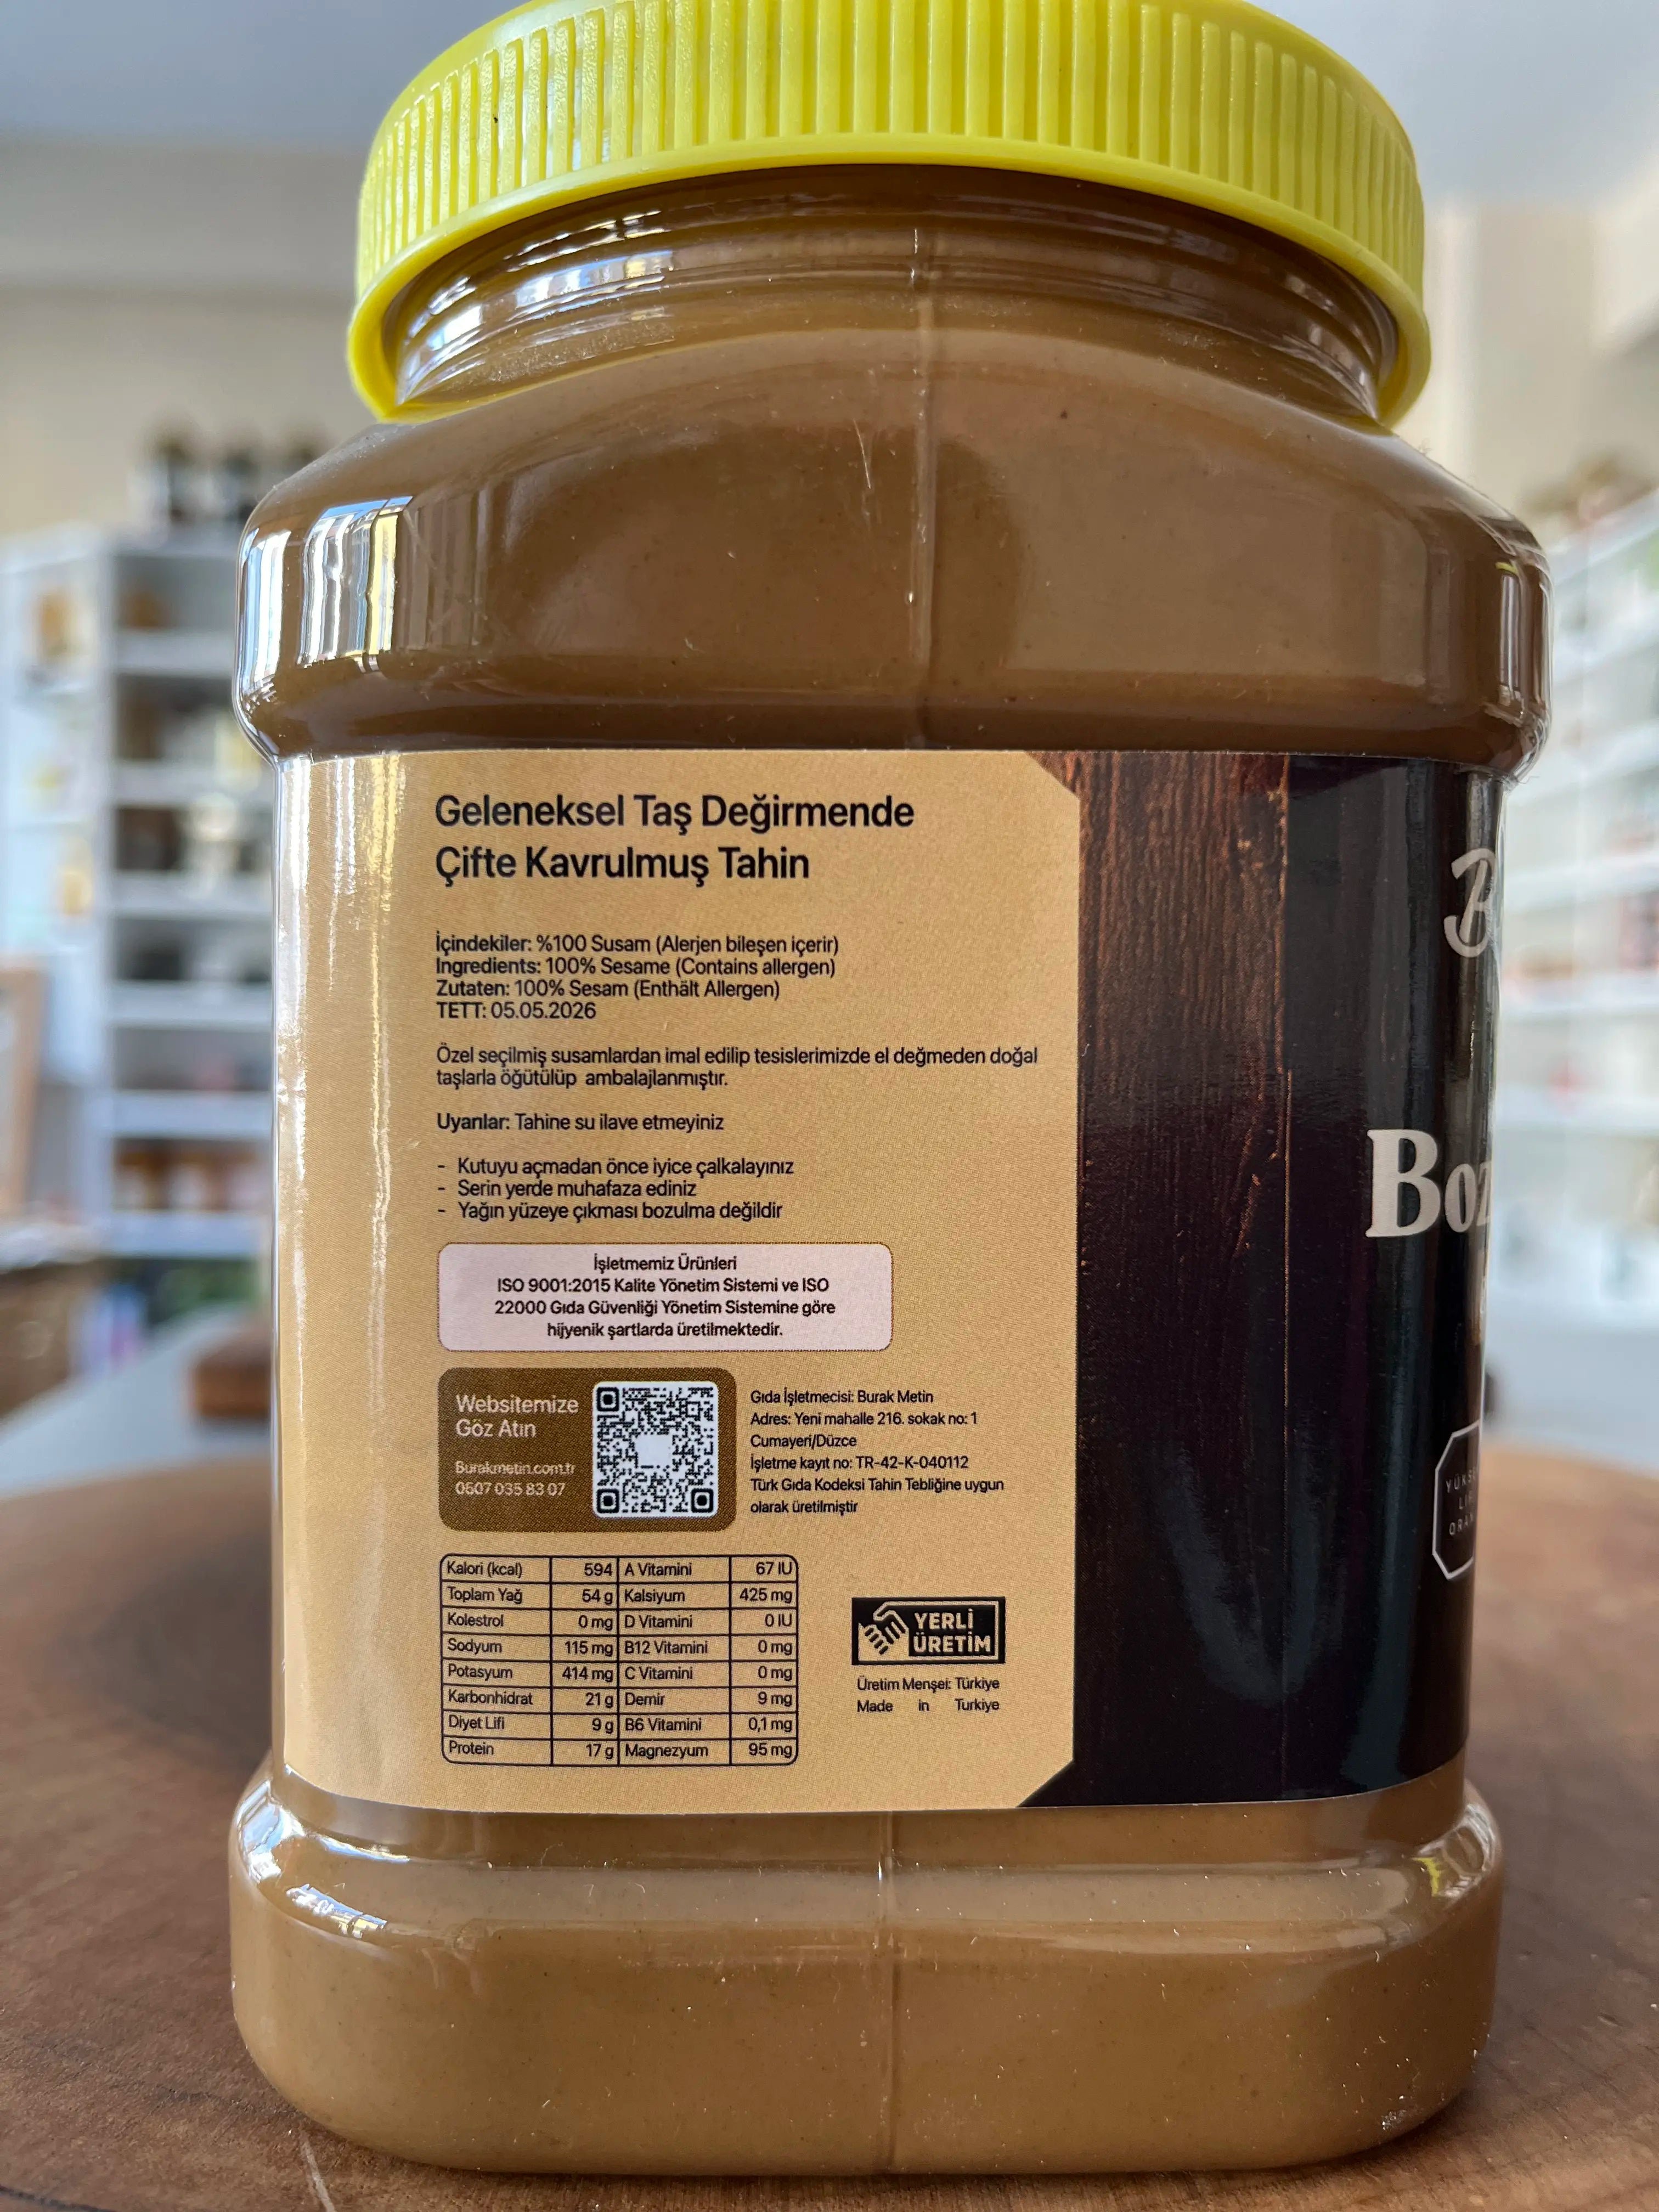 Geleneksel Taş Değirmende
Çifte Kavrulmuş Tahin
İçindekiler: %100 Susam (Alerjen bileşen içerir)
Ingredients: 100% Sesame (Contains allergen)
Zutaten: 100% Sesam (Enthält Allergen)
TETT: 05.05.2026
Özel seçilmiş susamlardan imal edilip tesislerimizde el değmeden doğal
taşlarla öğütülüp ambalajlanmıştır.
Uyarılar: Tahine su ilave etmeyiniz
- Kutuyu açmadan önce iyice çalkalayınız
- Serin yerde muhafaza ediniz
- Yağın yüzeye çıkması bozulma değildir
İşletmemiz Ürünleri
ISO 9001:2015 Kalite Yönetim Sistemi ve ISO
22000 Gıda Güvenliği Yönetim Sistemine göre
hijyenik şartlarda üretilmektedir.
Websitemize
Göz Atın
Burakmetin.com.tr
0507 035 83 07
Gıda İşletmecisi: Burak Metin
Adres: Yeni mahalle 216. sokak no: 1
Cumayeri/Düzce
İşletme kayıt no: TR-42-K-040112
Türk Gıda Kodeksi Tahin Tebliğine uygun
olarak üretilmiştir
Kalori (kcal) 594 A Vitamini 67 IU
Toplam Yağ 54 g Kalsiyum 425 mg
Kolestrol 0 mg D Vitamini 0 IU
Sodyum 115 mg B12 Vitamini 0 mg
Potasyum 414 mg C Vitamini 0 mg
Karbonhidrat 21 g Demir 9 mg
Diyet Lifi 9 g B6 Vitamini 0,1 mg
Protein 17 g Magnezyum 95 mg
YERLİ
ÜRETİM
Üretim Menşei: Türkiye
Made in Turkiye
Boz